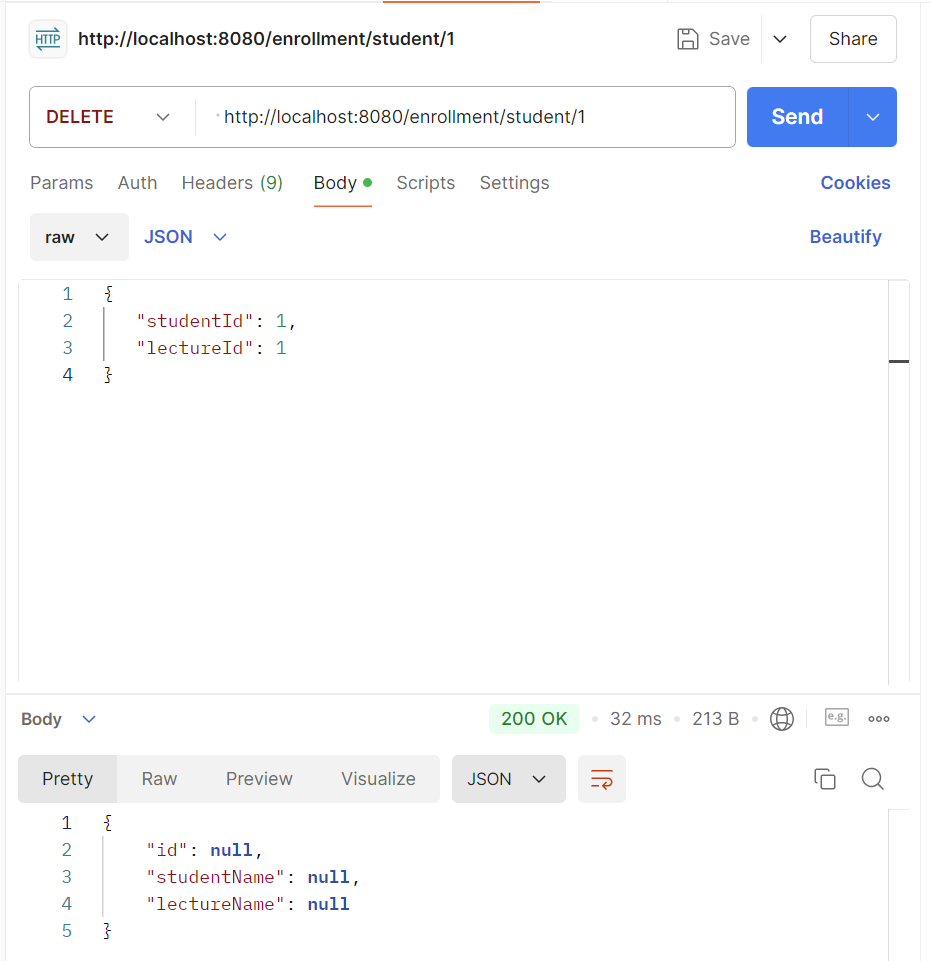 HTTP http://localhost:8080/enrollment/student/1 Save Share
DELETE http://localhost:8080/enrollment/student/1 Send
Params Auth Headers (9) Body Scripts Settings Cookies
raw JSON Beautify
1 {
2 "studentId": 1,
3 "lectureId": 1
4 }
Body 200 OK 32 ms 213 B e.g.
Pretty Raw Preview Visualize JSON
1 {
2 "id": null,
3 "studentName": null,
4 "lectureName": null
5 }